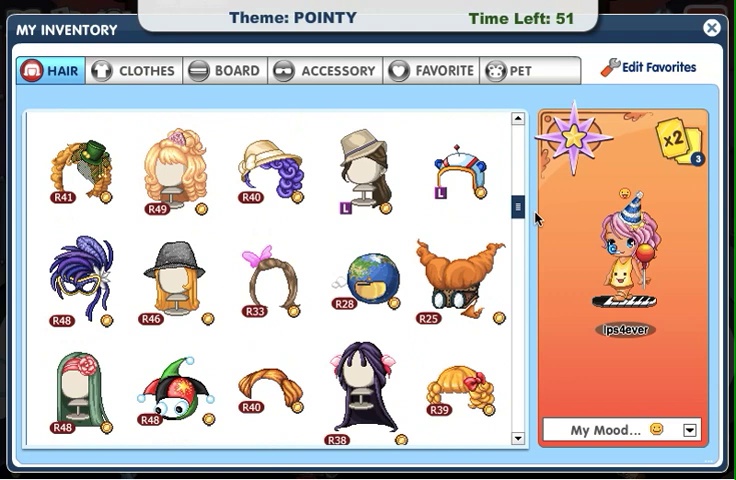 Theme: POINTY
Time Left: 51
MY INVENTORY
HAIR
CLOTHES
BOARD
ACCESSORY
FAVORITE
PET
Edit Favorites
x2
3
R41
R49
R40
L
L
R48
R46
R33
R28
R25
R48
R48
R40
R38
R39
lps4ever
My Mood...